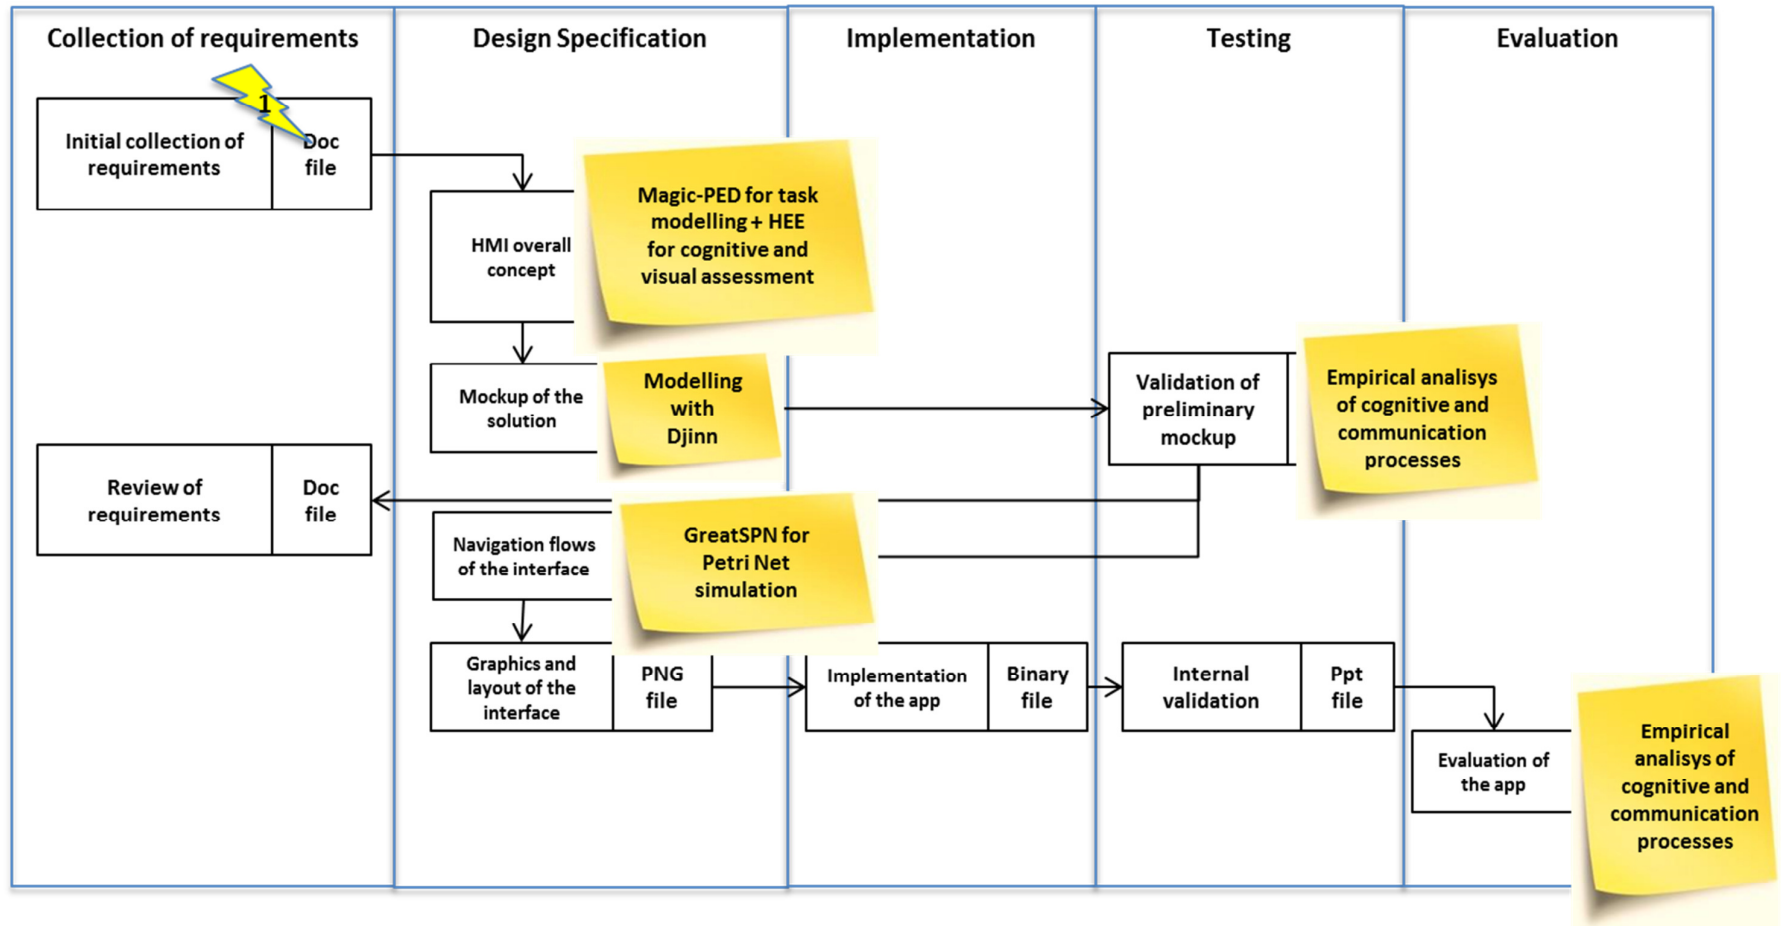 Collection of requirements
Design Specification
Implementation
Testing
Evaluation
1
Initial collection of
requirements
Doc
file
HMI overall
concept
Magic-PED for task
modelling + HEE
for cognitive and
visual assessment
Mockup of the
solution
Modelling
with
Djinn
Validation of
preliminary
mockup
Empirical analisys
of cognitive and
communication
processes
Review of
requirements
Doc
file
Navigation flows
of the interface
GreatSPN for
Petri Net
simulation
Graphics and
layout of the
interface
PNG
file
Implementation
of the app
Binary
file
Internal
validation
Ppt
file
Evaluation of
the app
Empirical
analisys of
cognitive and
communication
processes